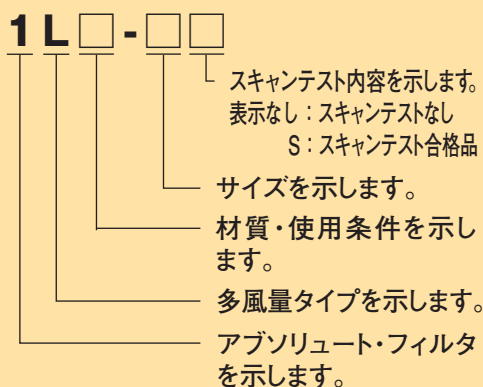 1L□-□□
スキャンテスト内容を示します。
表示なし：スキャンテストなし
S：スキャンテスト合格品
サイズを示します。
材質・使用条件を示し
ます。
多風量タイプを示します。
アブソリュート・フィルタ
を示します。